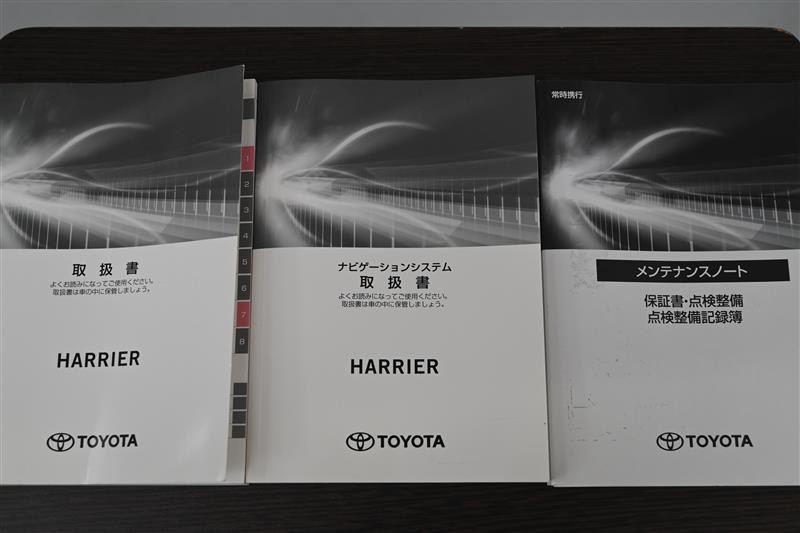 取扱書
よくお読みになってご使用ください。
取扱書は車の中に保管しましょう。
HARRIER
TOYOTA
1
2
3
4
5
6
7
8
ナビゲーションシステム
取扱書
よくお読みになってご使用ください。
取扱書は車の中に保管しましょう。
HARRIER
TOYOTA
常時携行
メンテナンスノート
保証書・点検整備
点検整備記録簿
TOYOTA